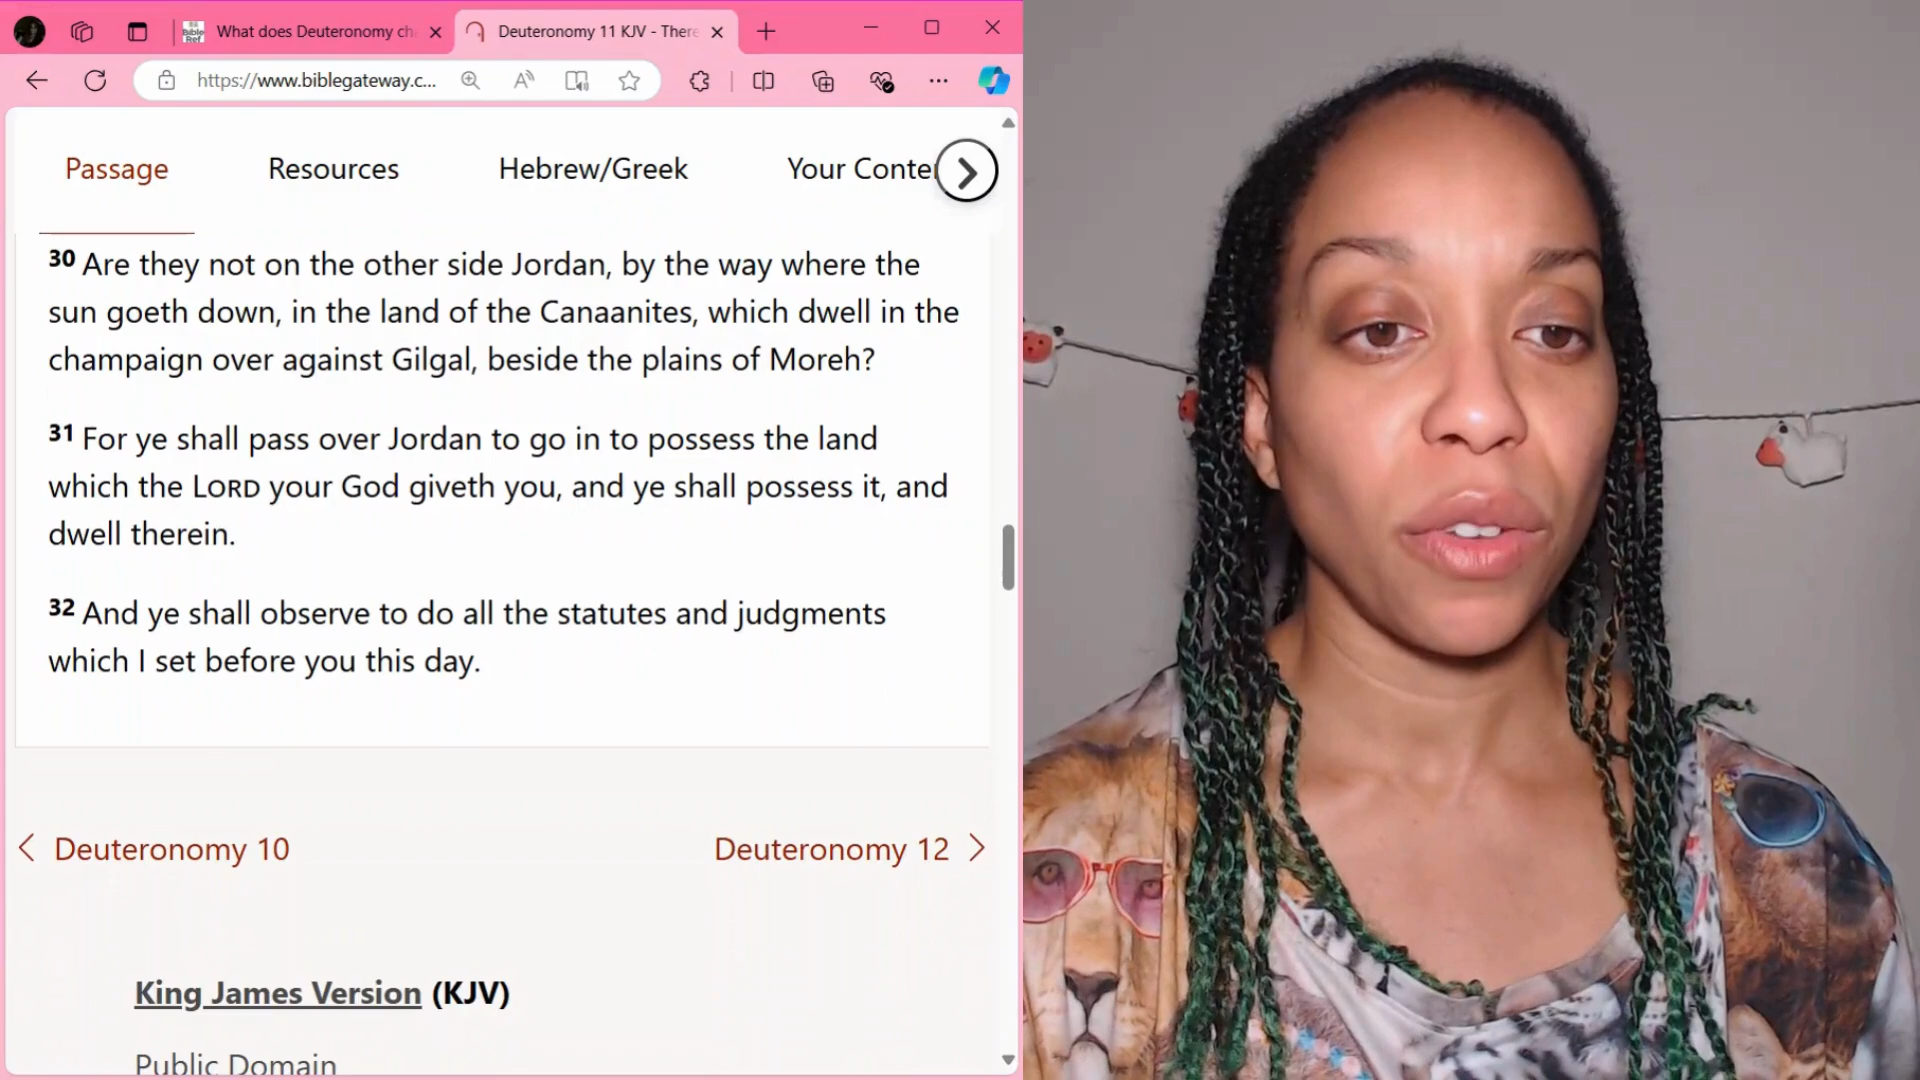 Bible Ref
What does Deuteronomy ch
Deuteronomy 11 KJV - There
https://www.biblegateway.c...
Passage
Resources
Hebrew/Greek
Your Conte
30 Are they not on the other side Jordan, by the way where the
sun goeth down, in the land of the Canaanites, which dwell in the
champaign over against Gilgal, beside the plains of Moreh?
31 For ye shall pass over Jordan to go in to possess the land
which the LORD your God giveth you, and ye shall possess it, and
dwell therein.
32 And ye shall observe to do all the statutes and judgments
which I set before you this day.
< Deuteronomy 10
Deuteronomy 12 >
King James Version (KJV)
Public Domain